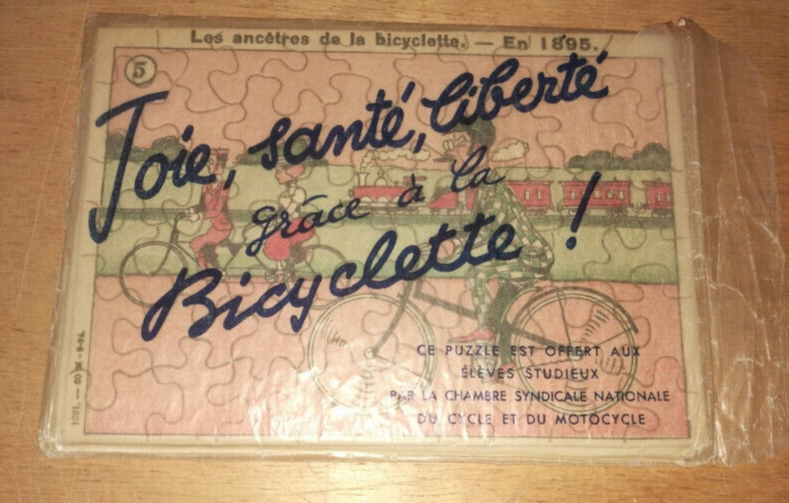 Les ancêtres de la bicyclette. — En 1895.
5
Joie, santé, liberté
grâce à la
Bicyclette !
CE PUZZLE EST OFFERT AUX
ÉLÈVES STUDIEUX
PAR LA CHAMBRE SYNDICALE NATIONALE
DU CYCLE ET DU MOTOCYCLE